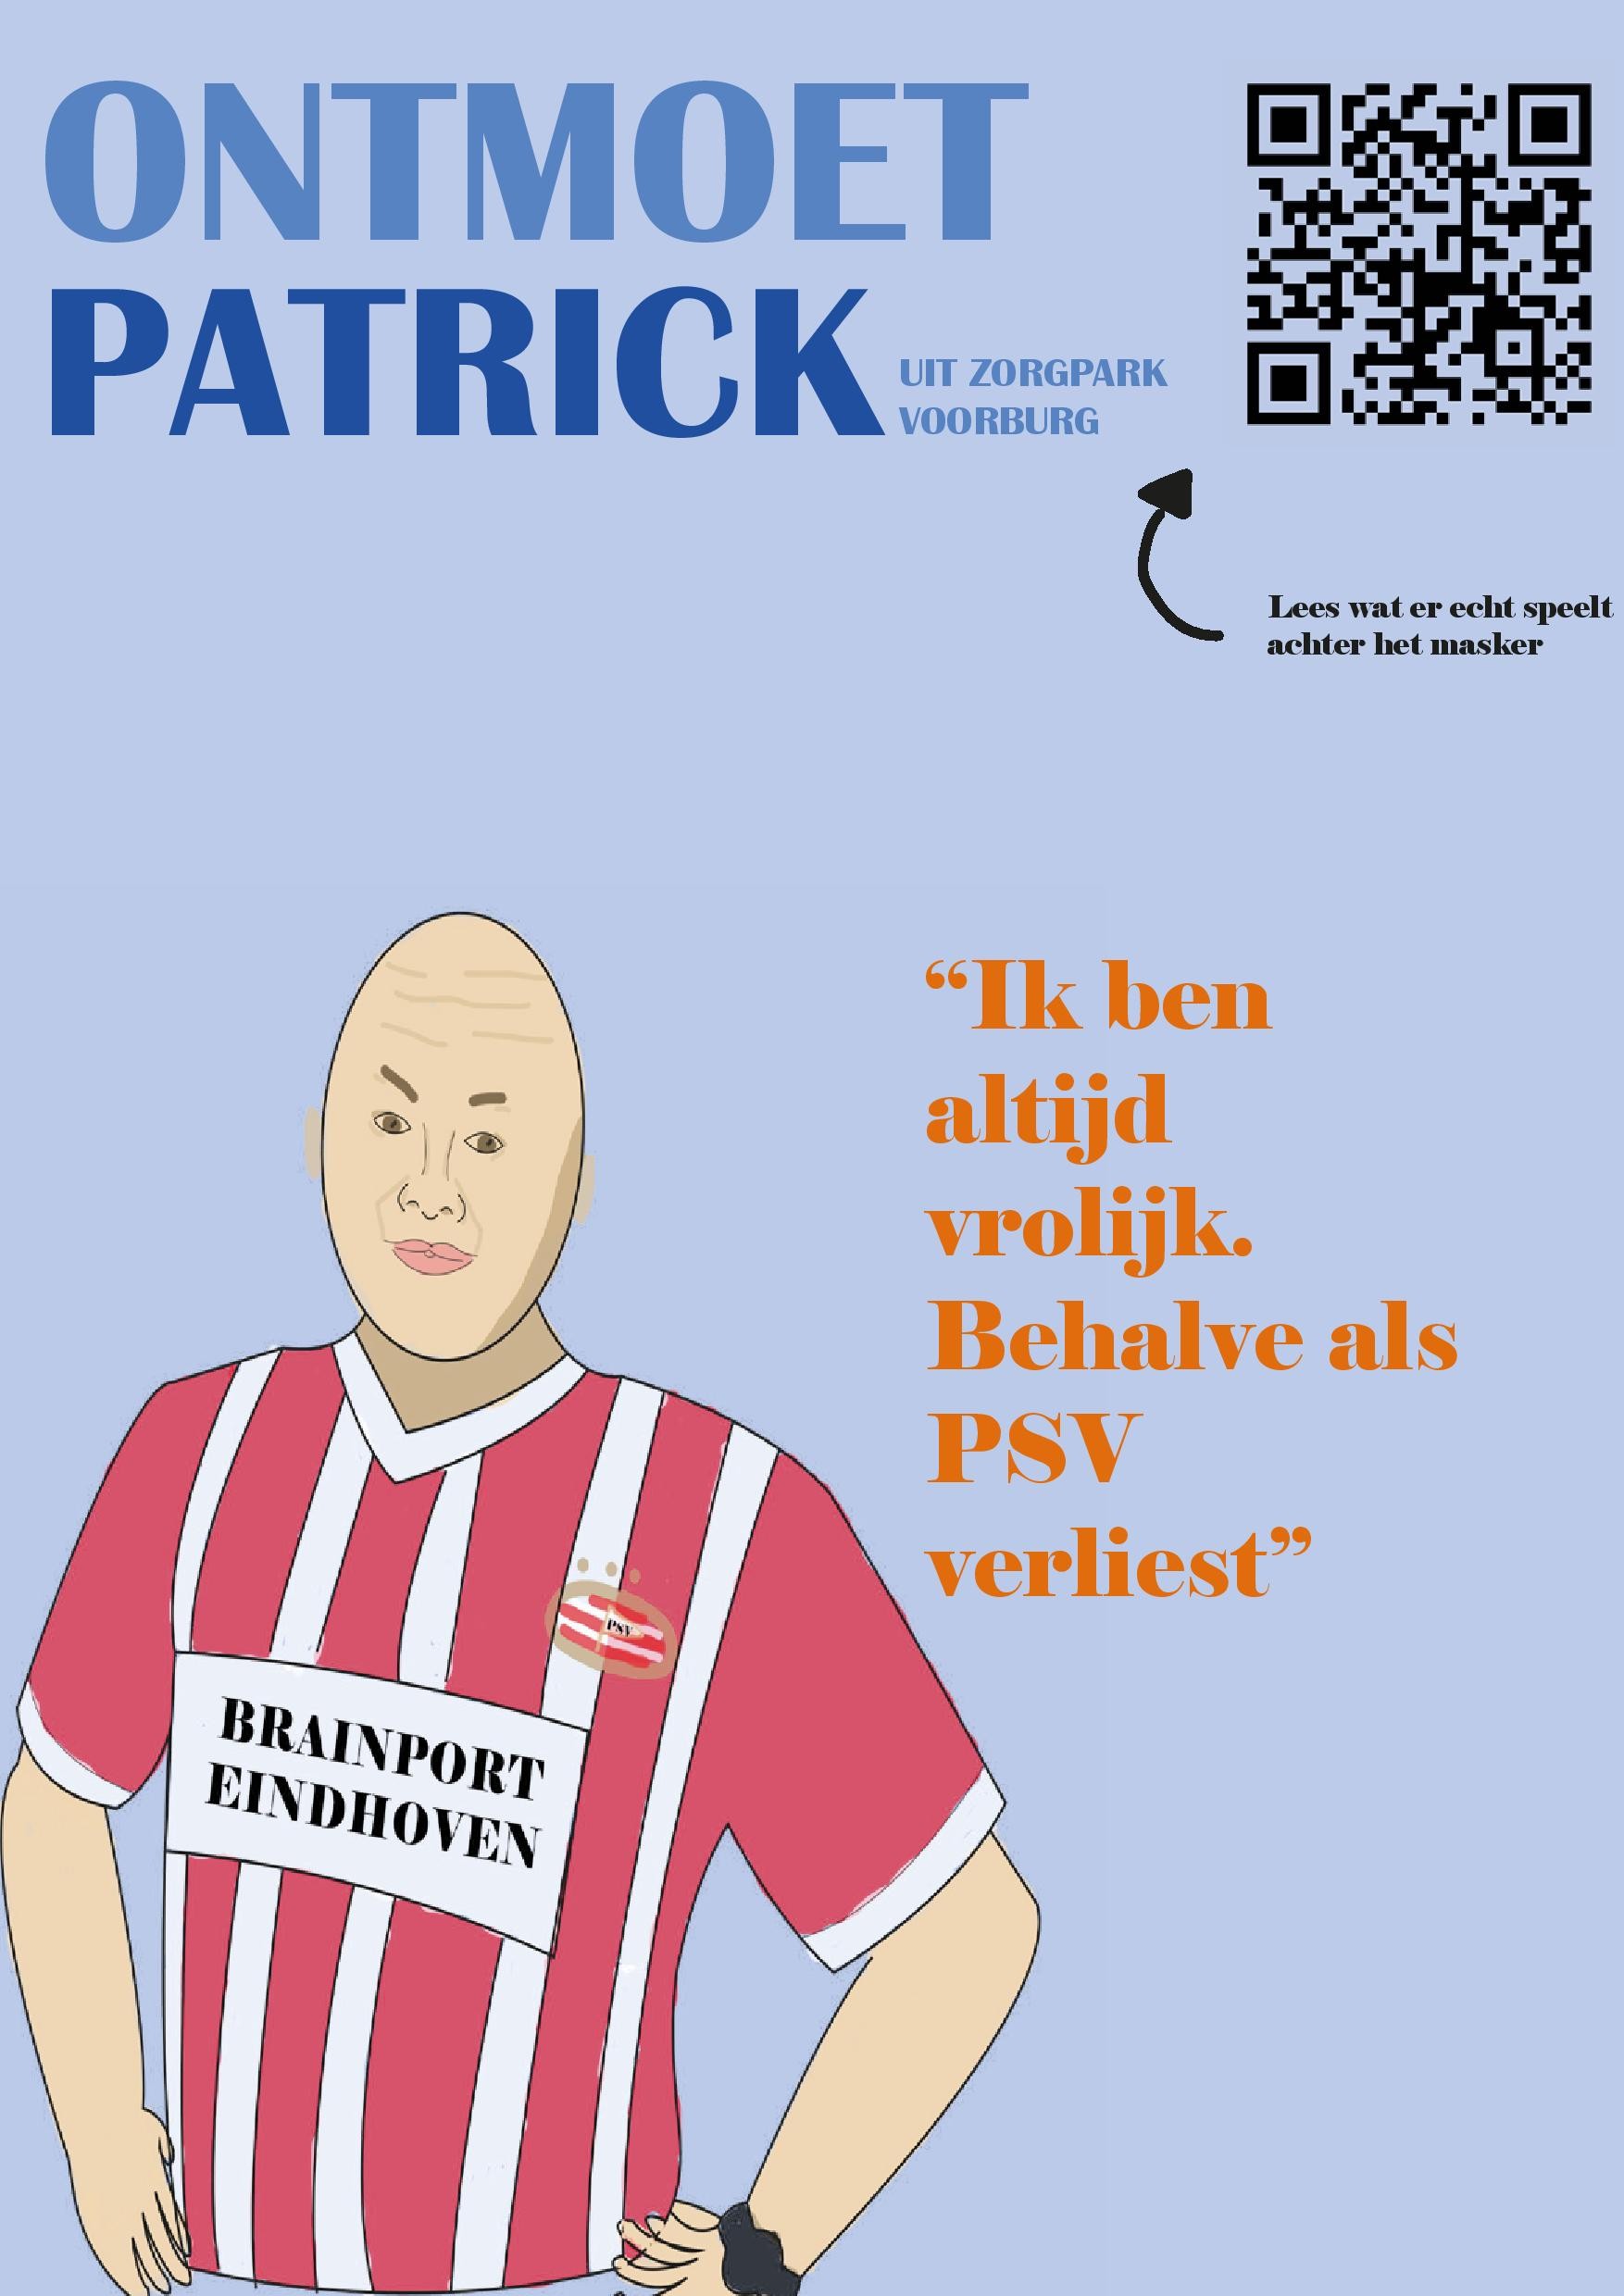 ONTMOET
PATRICK
UIT ZORGPARK
VOORBURG
Lees wat er echt speelt
achter het masker
“Ik ben
altijd
vrolijk.
Behalve als
PSV
verliest”
PSV
BRAINPORT
EINDHOVEN